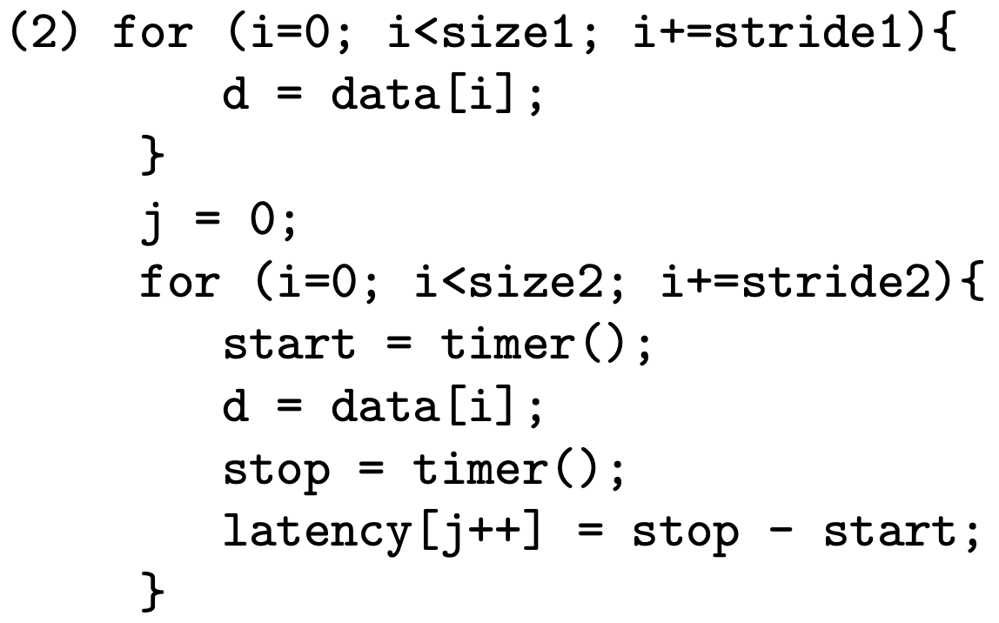 (2) for (i=0; i<size1; i+=stride1){
d = data[i];
}
j = 0;
for (i=0; i<size2; i+=stride2){
start = timer();
d = data[i];
stop = timer();
latency[j++] = stop - start;
}